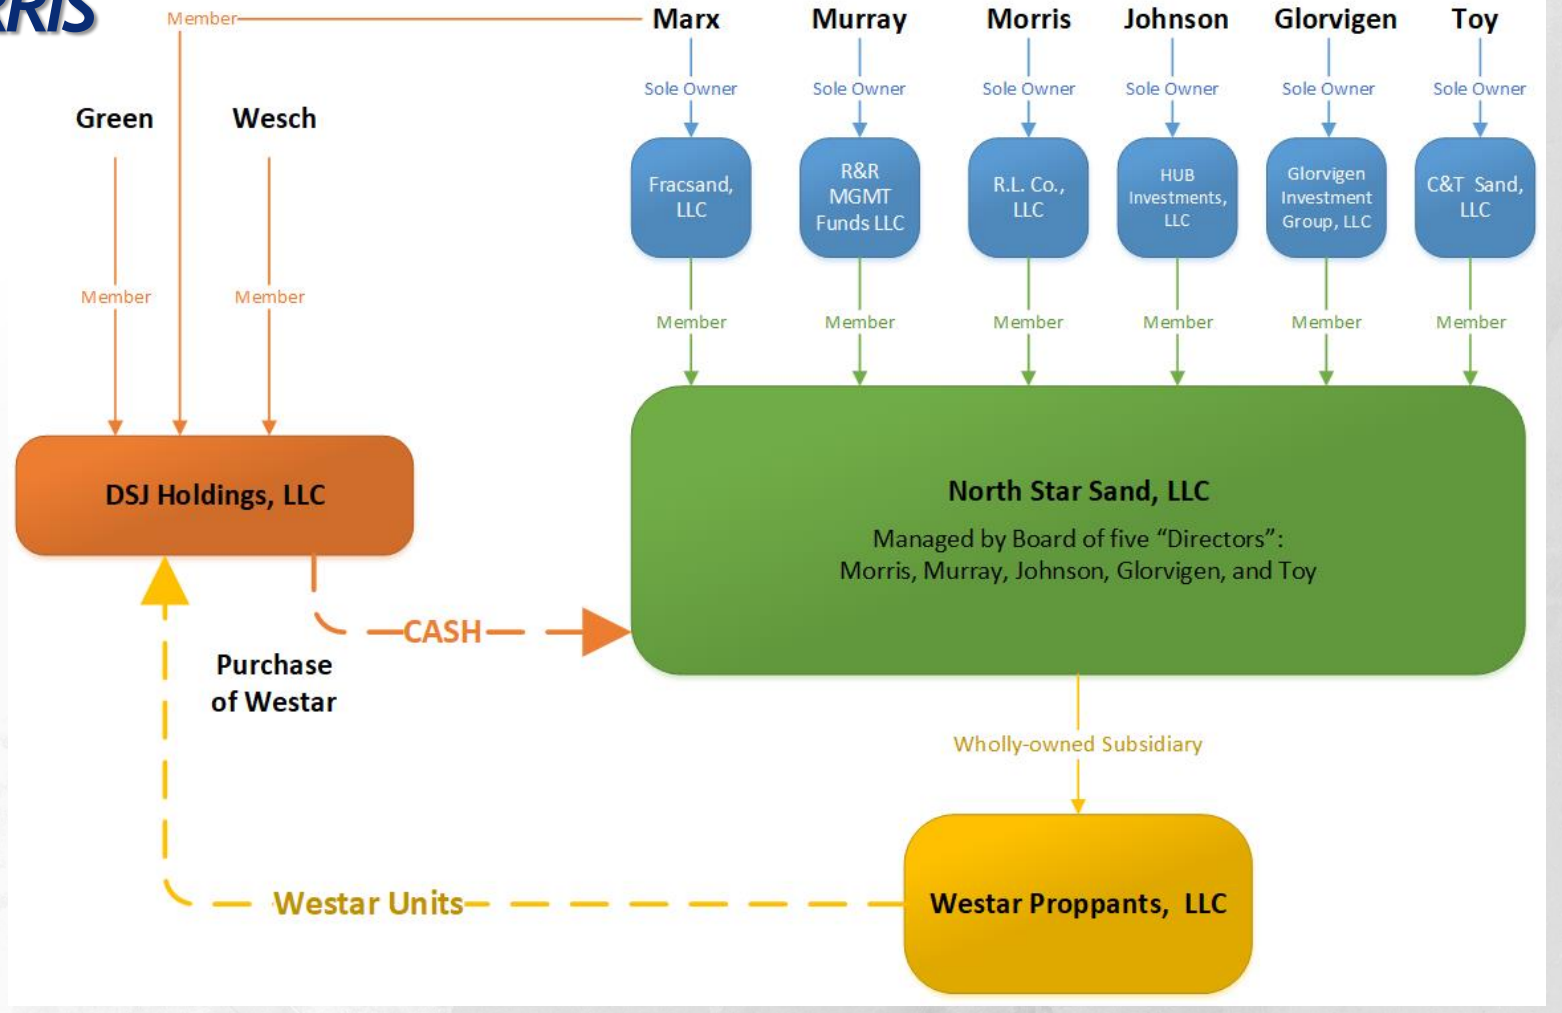 RRIS
Member
Marx
Murray
Morris
Johnson
Glorvigen
Toy
Sole Owner
Sole Owner
Sole Owner
Sole Owner
Sole Owner
Sole Owner
Green
Wesch
Fracsand,
LLC
R&R
MGMT
Funds LLC
R.L. Co.,
LLC
HUB
Investments,
LLC
Glorvigen
Investment
Group, LLC
C&T Sand,
LLC
Member
Member
Member
Member
Member
Member
Member
Member
DSJ Holdings, LLC
North Star Sand, LLC
Managed by Board of five “Directors”:
Morris, Murray, Johnson, Glorvigen, and Toy
CASH
Purchase
of Westar
Wholly-owned Subsidiary
Westar Units
Westar Proppants, LLC